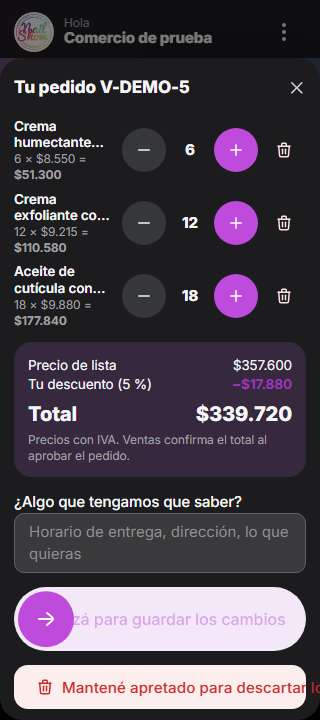 Hola
Comercio de prueba
Tu pedido V-DEMO-5
Crema
humectante...
6 × $8.550 =
$51.300
6
Crema
exfoliante co...
12 × $9.215 =
$110.580
12
Aceite de
cutícula con...
18 × $9.880 =
$177.840
18
Precio de lista
$357.600
Tu descuento (5 %)
−$17.880
Total
$339.720
Precios con IVA. Ventas confirma el total al
aprobar el pedido.
¿Algo que tengamos que saber?
Horario de entrega, dirección, lo que
quieras
zá para guardar los cambios
Mantené apretado para descartar lo